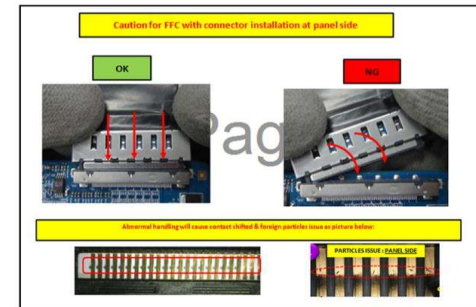 Caution for FFC with connector installation at panel side
OK
NG
Pag
Abnormal handling will cause contact shifted & foreign particles issue as picture below:
PARTICLES ISSUE : PANEL SIDE